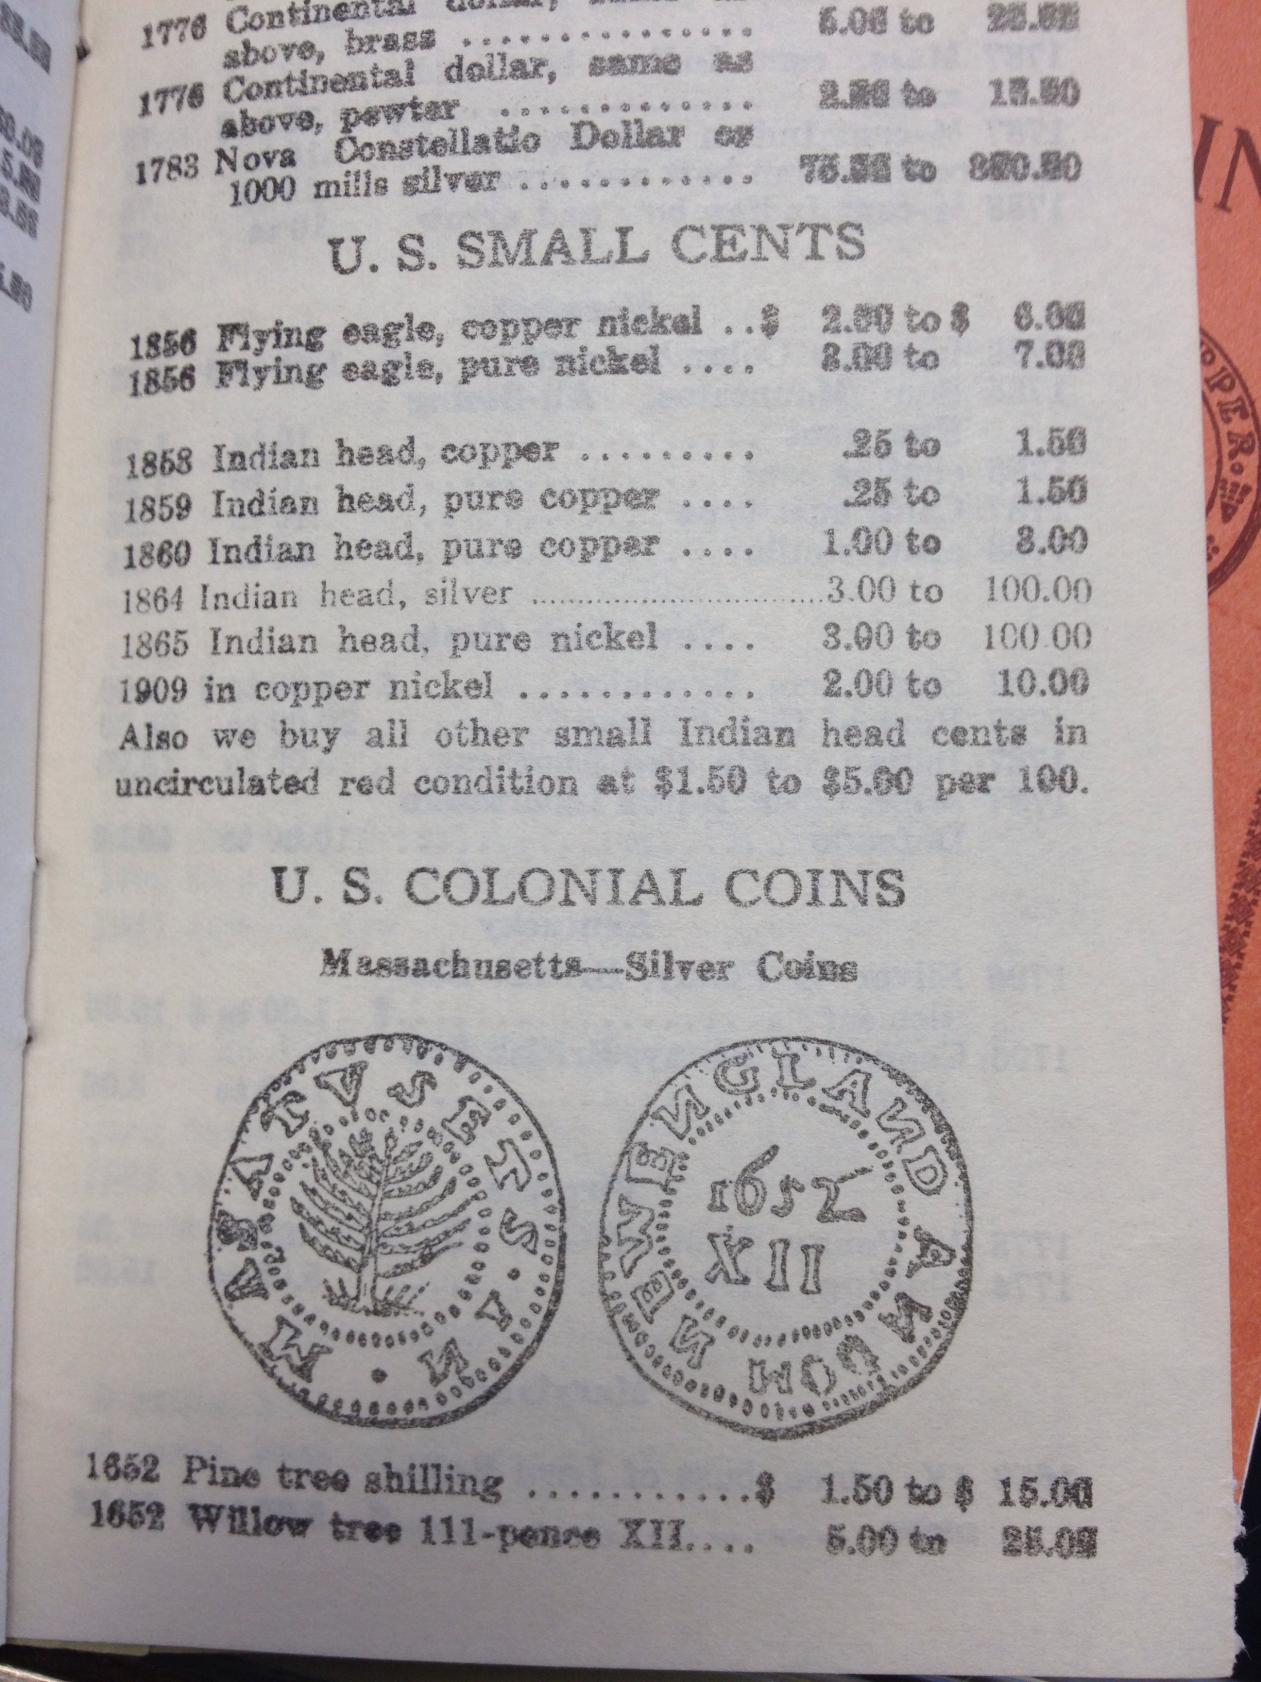 1776 Continental dollar,
above, brass ............... 5.00 to
1776 Continental dollar, same as
above, pewter ............. to
1783 Nova Constellatio Dollar or
1000 mills silver ............ to
U. S. SMALL CENTS
1856 Flying eagle, copper nickel ..$ 2.00 to $ 6.00
1856 Flying eagle, pure nickel .... to 7.00
1858 Indian head, copper ......... .25 to 1.50
1859 Indian head, pure copper .... .25 to 1.50
1860 Indian head, pure copper .... 1.00 to 3.00
1864 Indian head, silver ..............................3.00 to 100.00
1865 Indian head, pure nickel .... 3.00 to 100.00
1909 in copper nickel ............ 2.00 to 10.00
Also we buy all other small Indian head cents in
uncirculated red condition at $1.50 to $5.00 per 100.
U. S. COLONIAL COINS
Massachusetts—Silver Coins
MASATVSETS · IN ·
NEWENGLAND AN DOM
1652
XII
1652 Pine tree shilling ...........$ 1.50 to $ 15.00
1652 Willow tree 111-pence XII.... 5.00 to
IN
PPER.